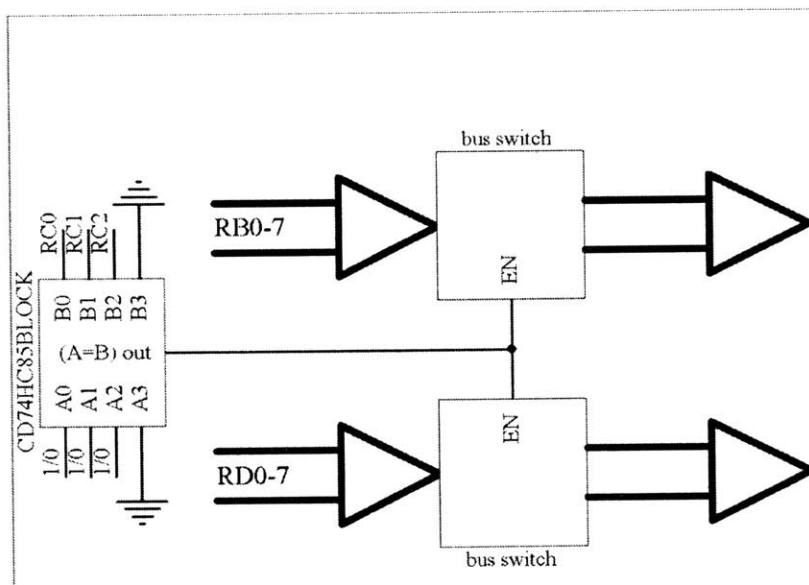 bus switch
RC0
RC1
RC2
RB0-7
EN
CD74HC85BLOCK
B0
B1
B2
B3
(A=B) out
A0
A1
A2
A3
1/0
1/0
1/0
EN
RD0-7
bus switch